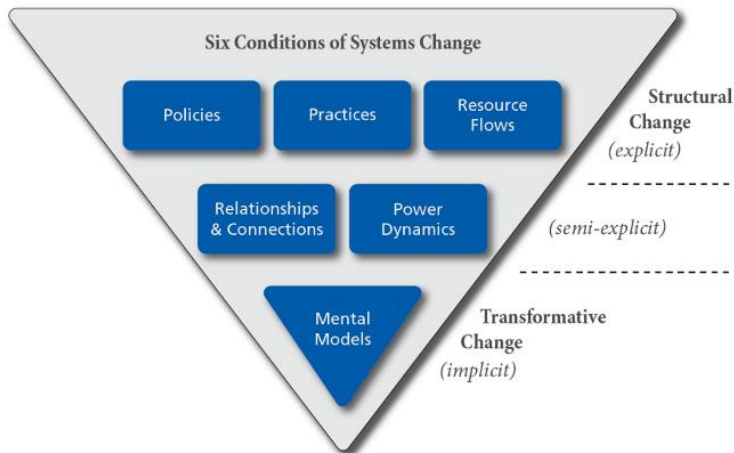 Six Conditions of Systems Change
Policies
Practices
Resource
Flows
Structural
Change
(explicit)
Relationships
& Connections
Power
Dynamics
(semi-explicit)
Mental
Models
Transformative
Change
(implicit)